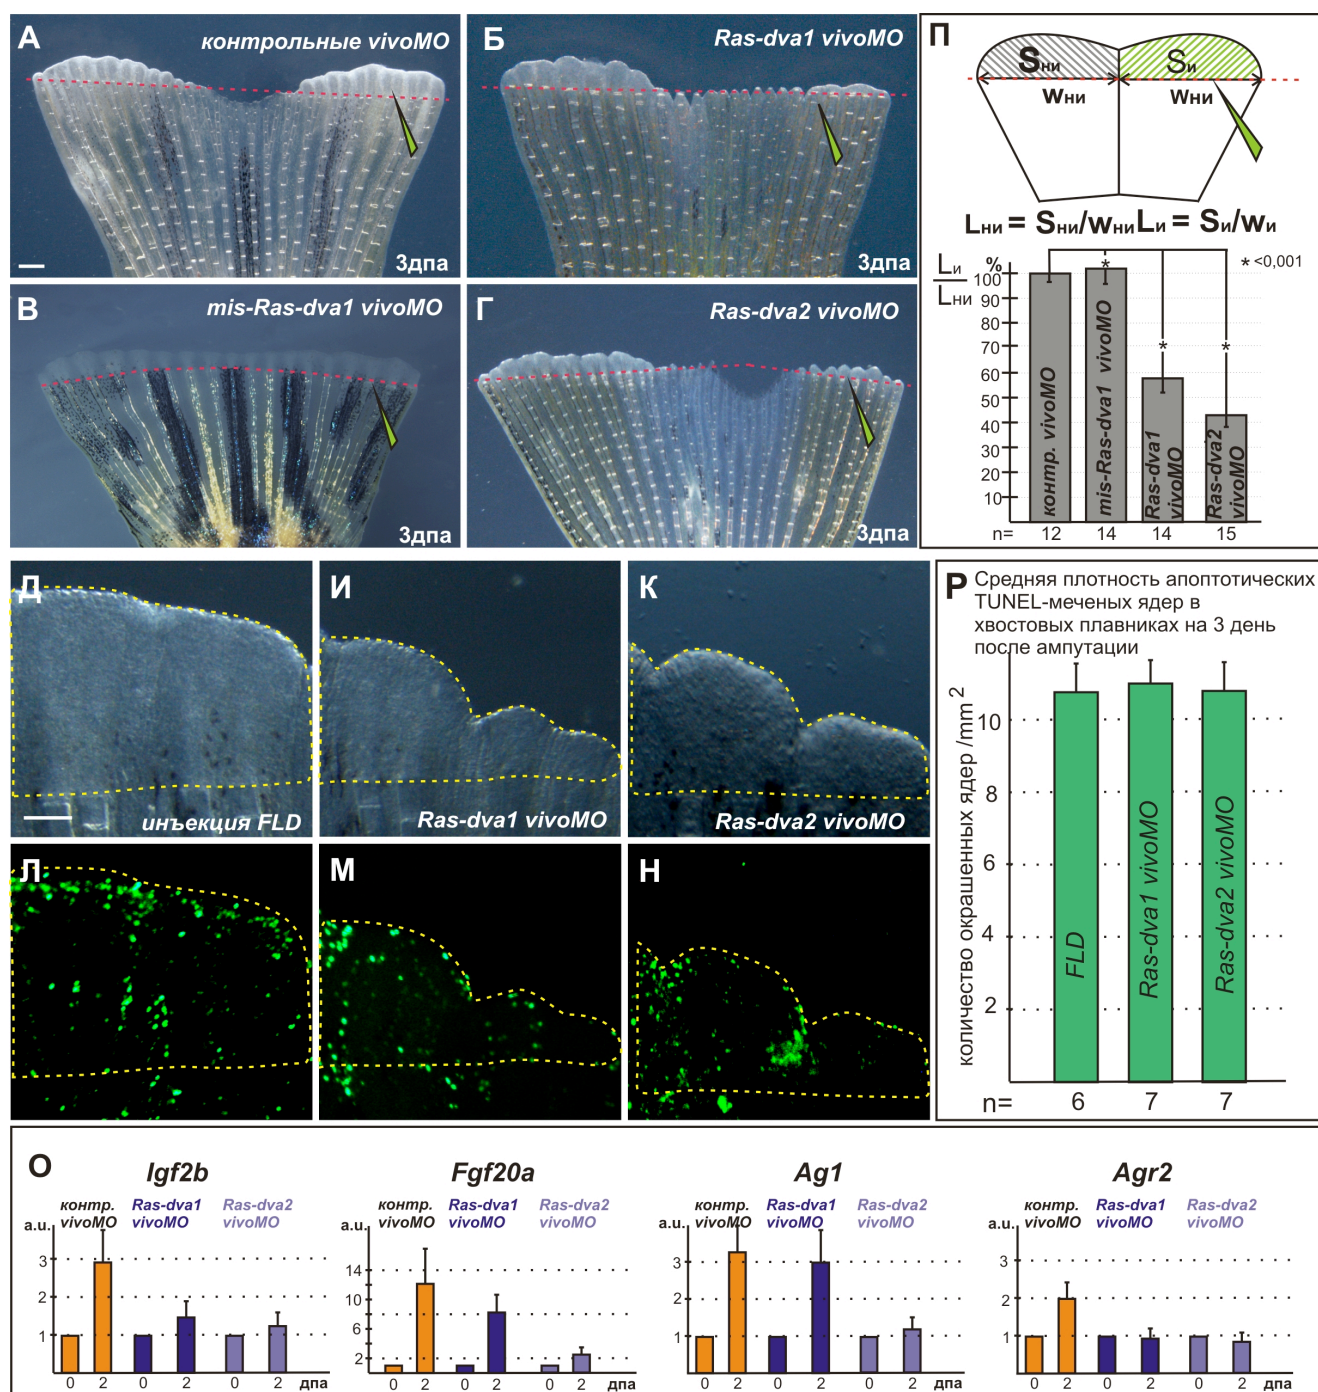 А
контрольные vivoMO
3дпа
Б
Ras-dva1 vivoMO
3дпа
В
mis-Ras-dva1 vivoMO
3дпа
Г
Ras-dva2 vivoMO
3дпа
П
Sни
Sи
wни
wни
Lни = Sни/wни Lи = Sи/wи
Lи
Lни
%
* <0,001
100
90
80
70
60
50
40
30
20
10
*
*
*
контр. vivoMO
mis-Ras-dva1 vivoMO
Ras-dva1
vivoMO
Ras-dva2
vivoMO
n= 12 14 14 15
Д
инъекция FLD
И
Ras-dva1 vivoMO
К
Ras-dva2 vivoMO
Л
М
Н
Р
Средняя плотность апоптотических
TUNEL-меченых ядер в
хвостовых плавниках на 3 день
после ампутации
количество окрашенных ядер /mm 2
10
8
6
4
2
FLD
Ras-dva1 vivoMO
Ras-dva2 vivoMO
n= 6 7 7
О
Igf2b
контр.
vivoMO
Ras-dva1
vivoMO
Ras-dva2
vivoMO
a.u.
3
2
1
0 2 0 2 0 2 дпа
Fgf20a
контр.
vivoMO
Ras-dva1
vivoMO
Ras-dva2
vivoMO
a.u.
14
10
6
2
0 2 0 2 0 2 дпа
Ag1
контр.
vivoMO
Ras-dva1
vivoMO
Ras-dva2
vivoMO
a.u.
3
2
1
0 2 0 2 0 2 дпа
Agr2
контр.
vivoMO
Ras-dva1
vivoMO
Ras-dva2
vivoMO
a.u.
3
2
1
0 2 0 2 0 2 дпа